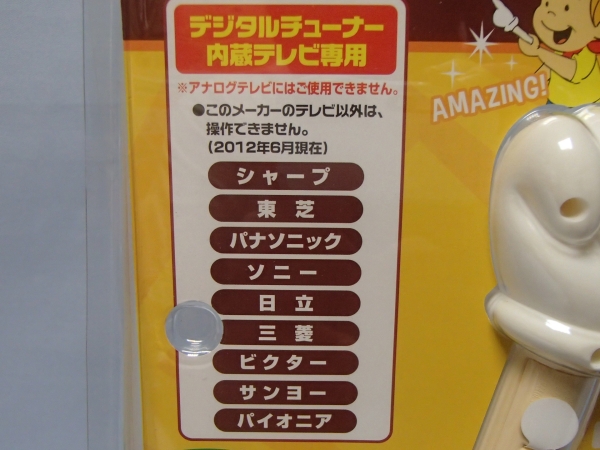 デジタルチューナー
内蔵テレビ専用
※アナログテレビにはご使用できません。
●このメーカーのテレビ以外は、
操作できません。
(2012年6月現在)
シャープ
東芝
パナソニック
ソニー
日立
三菱
ビクター
サンヨー
パイオニア
AMAZING!